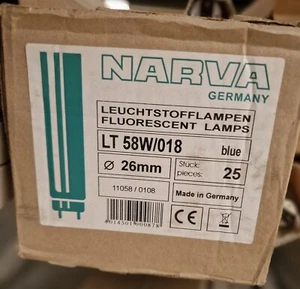 NARVA
GERMANY
LEUCHTSTOFFLAMPEN
FLUORESCENT LAMPS
LT 58W/018 blue
Ø 26mm Stück: pieces: 25
11058 / 0108 Made in Germany
CE